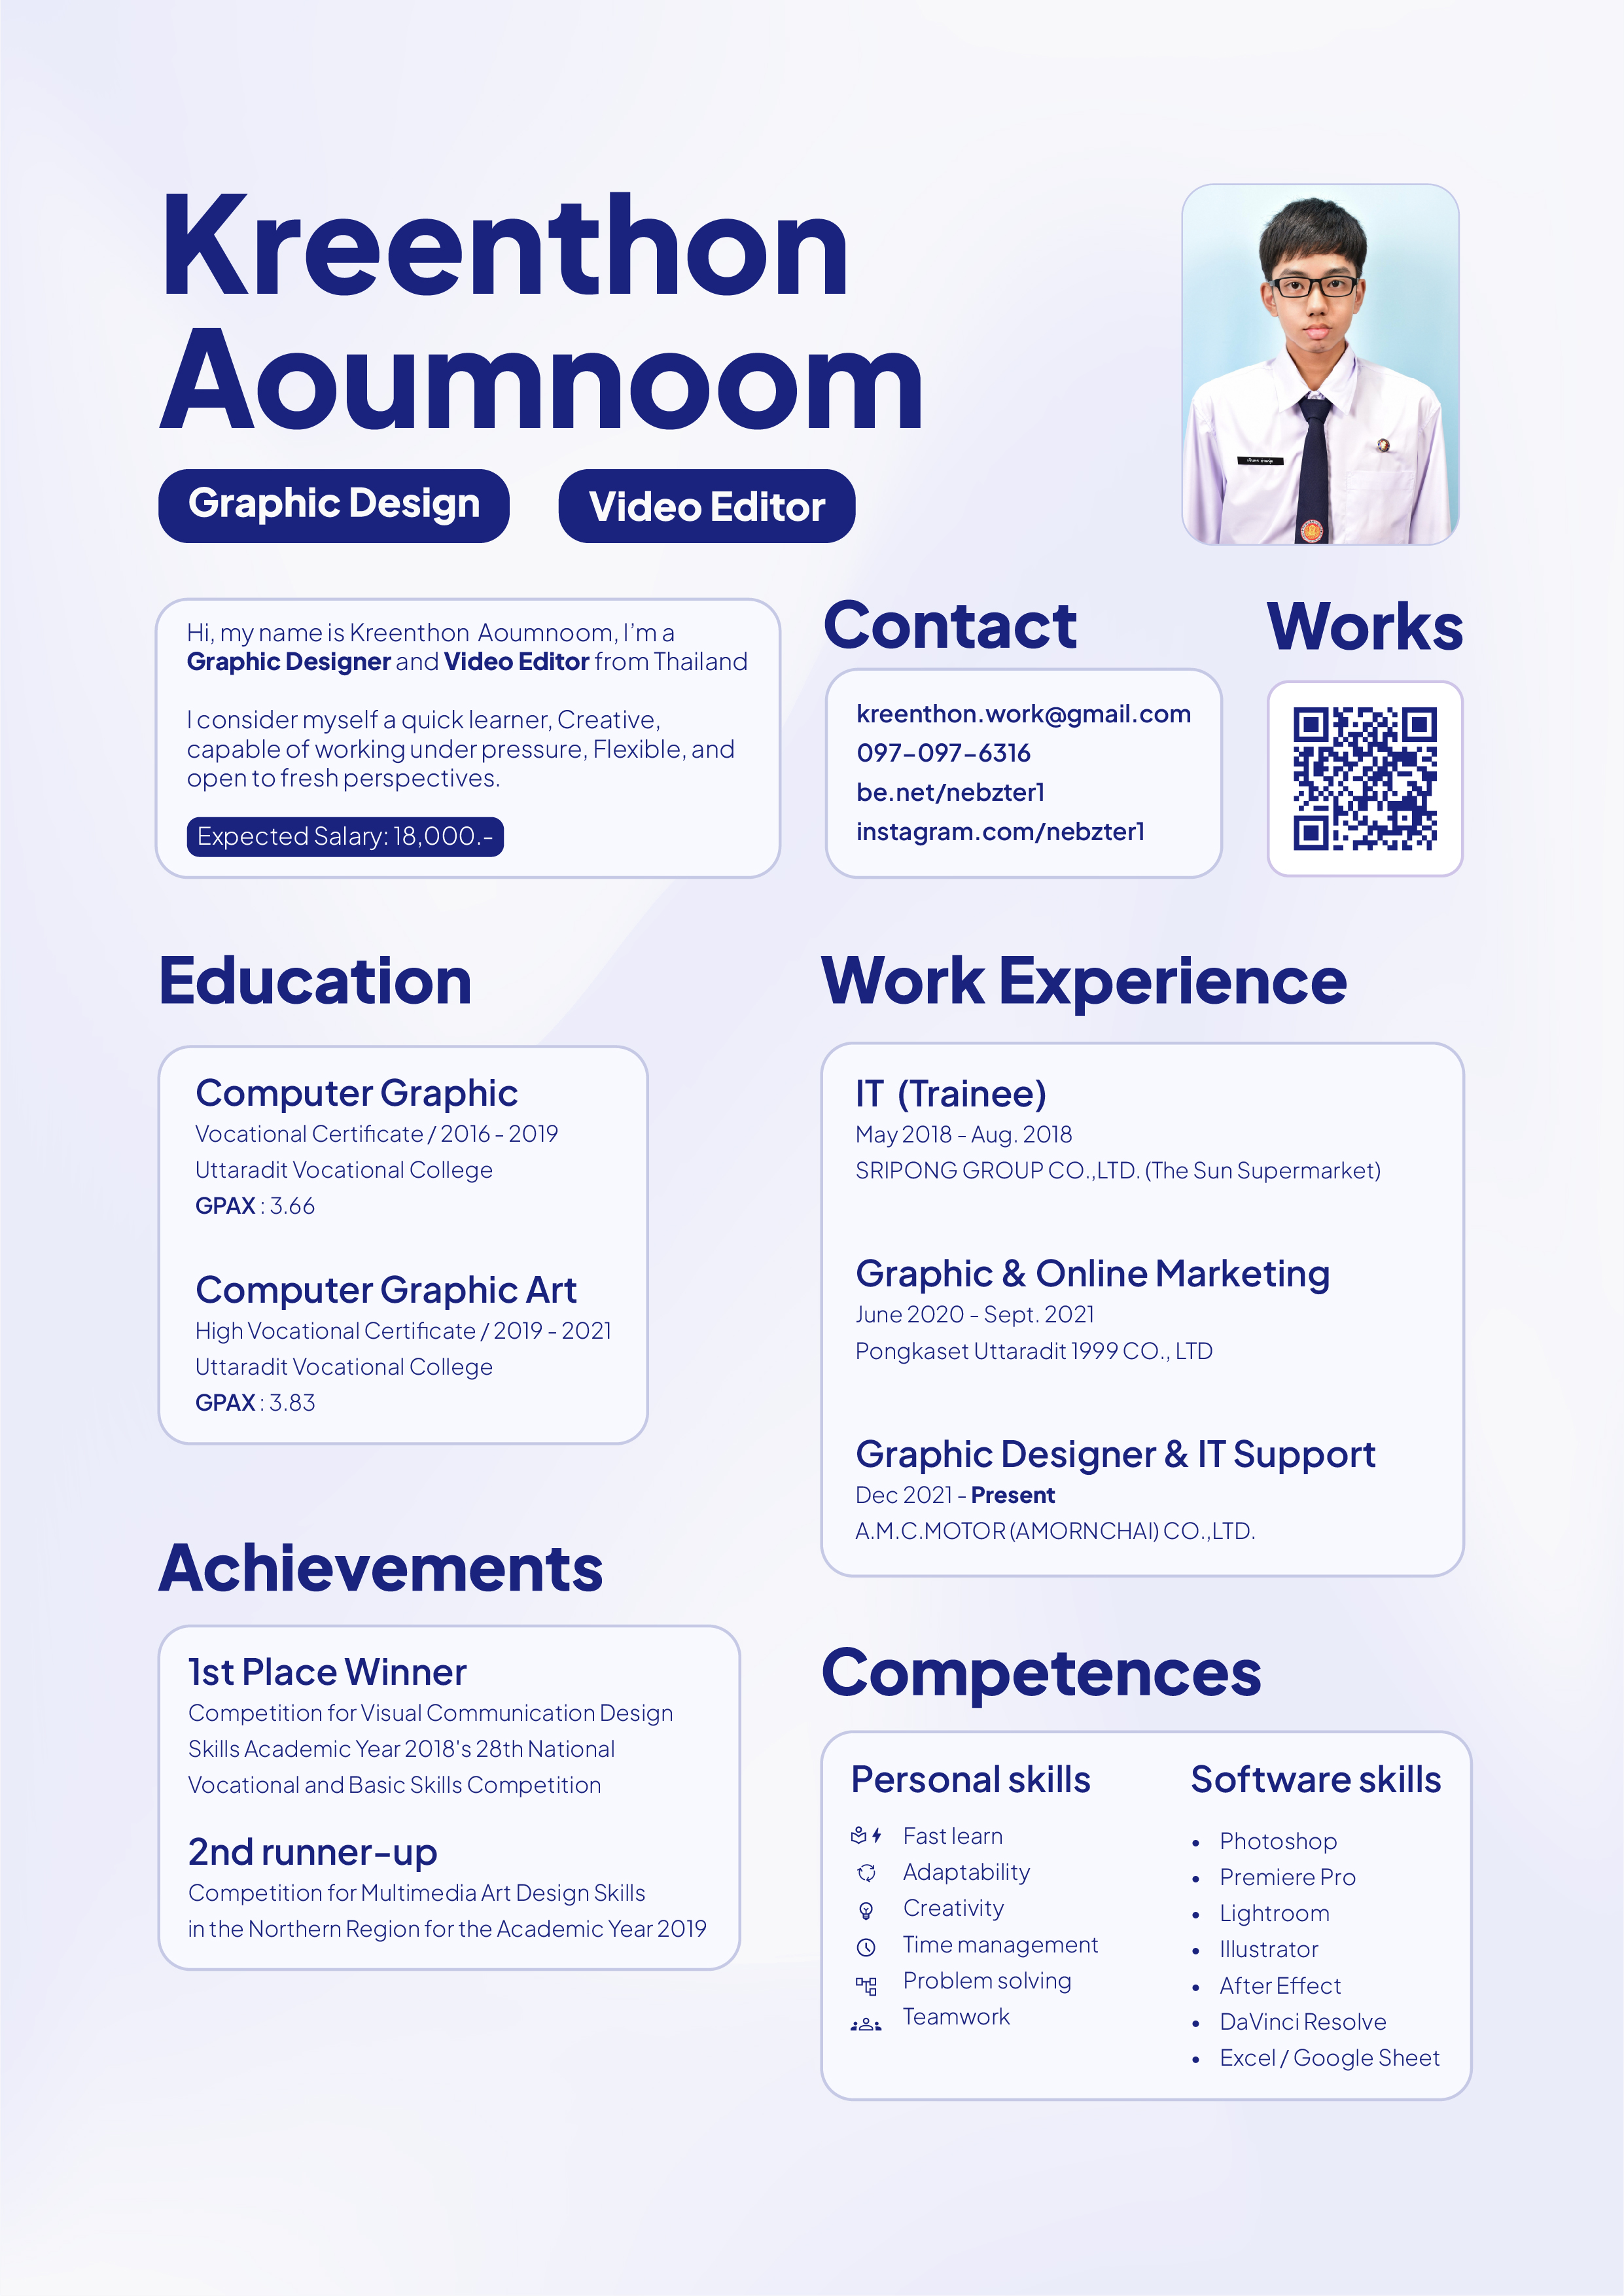 Kreenthon
Aoumnoom
Graphic Design
Video Editor
Hi, my name is Kreenthon Aoumnoom, I'm a
Graphic Designer and Video Editor from Thailand
I consider myself a quick learner, Creative,
capable of working under pressure, Flexible, and
open to fresh perspectives.
Expected Salary: 18,000.-
Contact
kreenthon.work@gmail.com
097-097-6316
be.net/nebzter1
instagram.com/nebzter1
Works
Education
Computer Graphic
Vocational Certificate / 2016 - 2019
Uttaradit Vocational College
GPAX : 3.66
Computer Graphic Art
High Vocational Certificate / 2019 - 2021
Uttaradit Vocational College
GPAX : 3.83
Work Experience
IT (Trainee)
May 2018 - Aug. 2018
SRIPONG GROUP CO.,LTD. (The Sun Supermarket)
Graphic & Online Marketing
June 2020 - Sept. 2021
Pongkaset Uttaradit 1999 CO., LTD
Graphic Designer & IT Support
Dec 2021 - Present
A.M.C.MOTOR (AMORNCHAI) CO.,LTD.
Achievements
1st Place Winner
Competition for Visual Communication Design
Skills Academic Year 2018's 28th National
Vocational and Basic Skills Competition
2nd runner-up
Competition for Multimedia Art Design Skills
in the Northern Region for the Academic Year 2019
Competences
Personal skills
Fast learn
Adaptability
Creativity
Time management
Problem solving
Teamwork
Software skills
• Photoshop
• Premiere Pro
• Lightroom
• Illustrator
• After Effect
• DaVinci Resolve
• Excel / Google Sheet